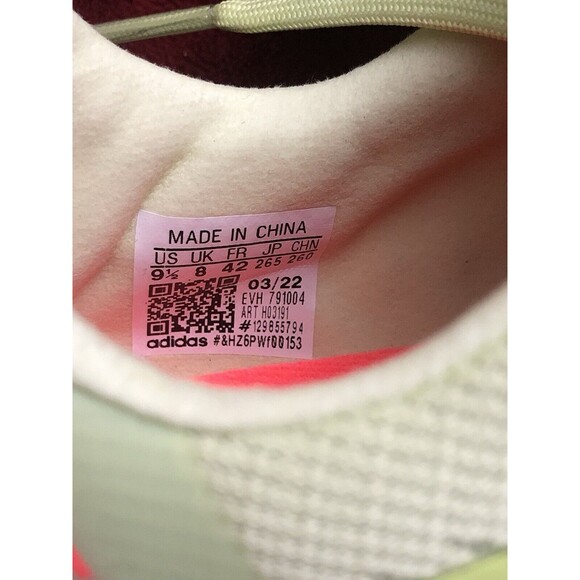 MADE IN CHINA
US UK FR JP CHN
9½ 8 42 265 260
03/22
EVH 791004
ART H03191
#129855794
adidas #&HZ6PWf00153